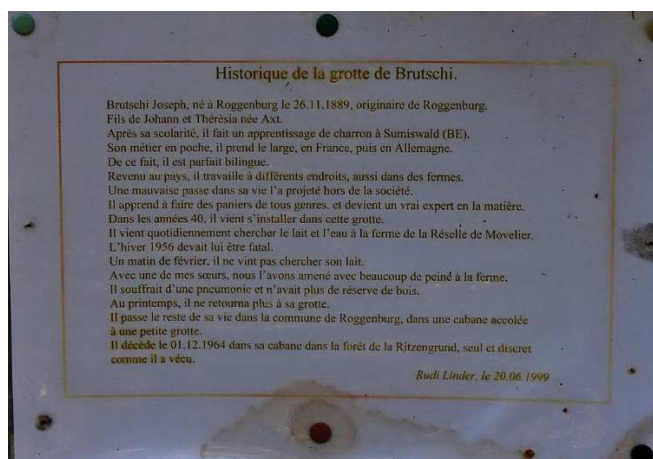 Historique de la grotte de Brutschi.
Brutschi Joseph, né à Roggenburg le 26.11.1889, originaire de Roggenburg.
Fils de Johann et Thérèsia née Axt.
Après sa scolarité, il fait un apprentissage de charron à Sumiswald (BE).
Son métier en poche, il prend le large, en France, puis en Allemagne.
De ce fait, il est parfait bilingue.
Revenu au pays, il travaille à différents endroits, aussi dans des fermes.
Une mauvaise passe dans sa vie l'a projeté hors de la société.
Il apprend à faire des paniers de tous genres, et devient un vrai expert en la matière.
Dans les années 40, il vient s'installer dans cette grotte.
Il vient quotidiennement chercher le lait et l'eau à la ferme de la Réselle de Movelier.
L'hiver 1956 devait lui être fatal.
Un matin de février, il ne vint pas chercher son lait.
Avec une de mes sœurs, nous l'avons amené avec beaucoup de peine à la ferme.
Il souffrait d'une pneumonie et n'avait plus de réserve de bois.
Au printemps, il ne retourna plus à sa grotte.
Il passe le reste de sa vie dans la commune de Roggenburg, dans une cabane accolée
à une petite grotte.
Il décède le 01.12.1964 dans sa cabane dans la forêt de la Ritzengrund, seul et discret
comme il a vécu.
Rudi Linder, le 20.06.1999